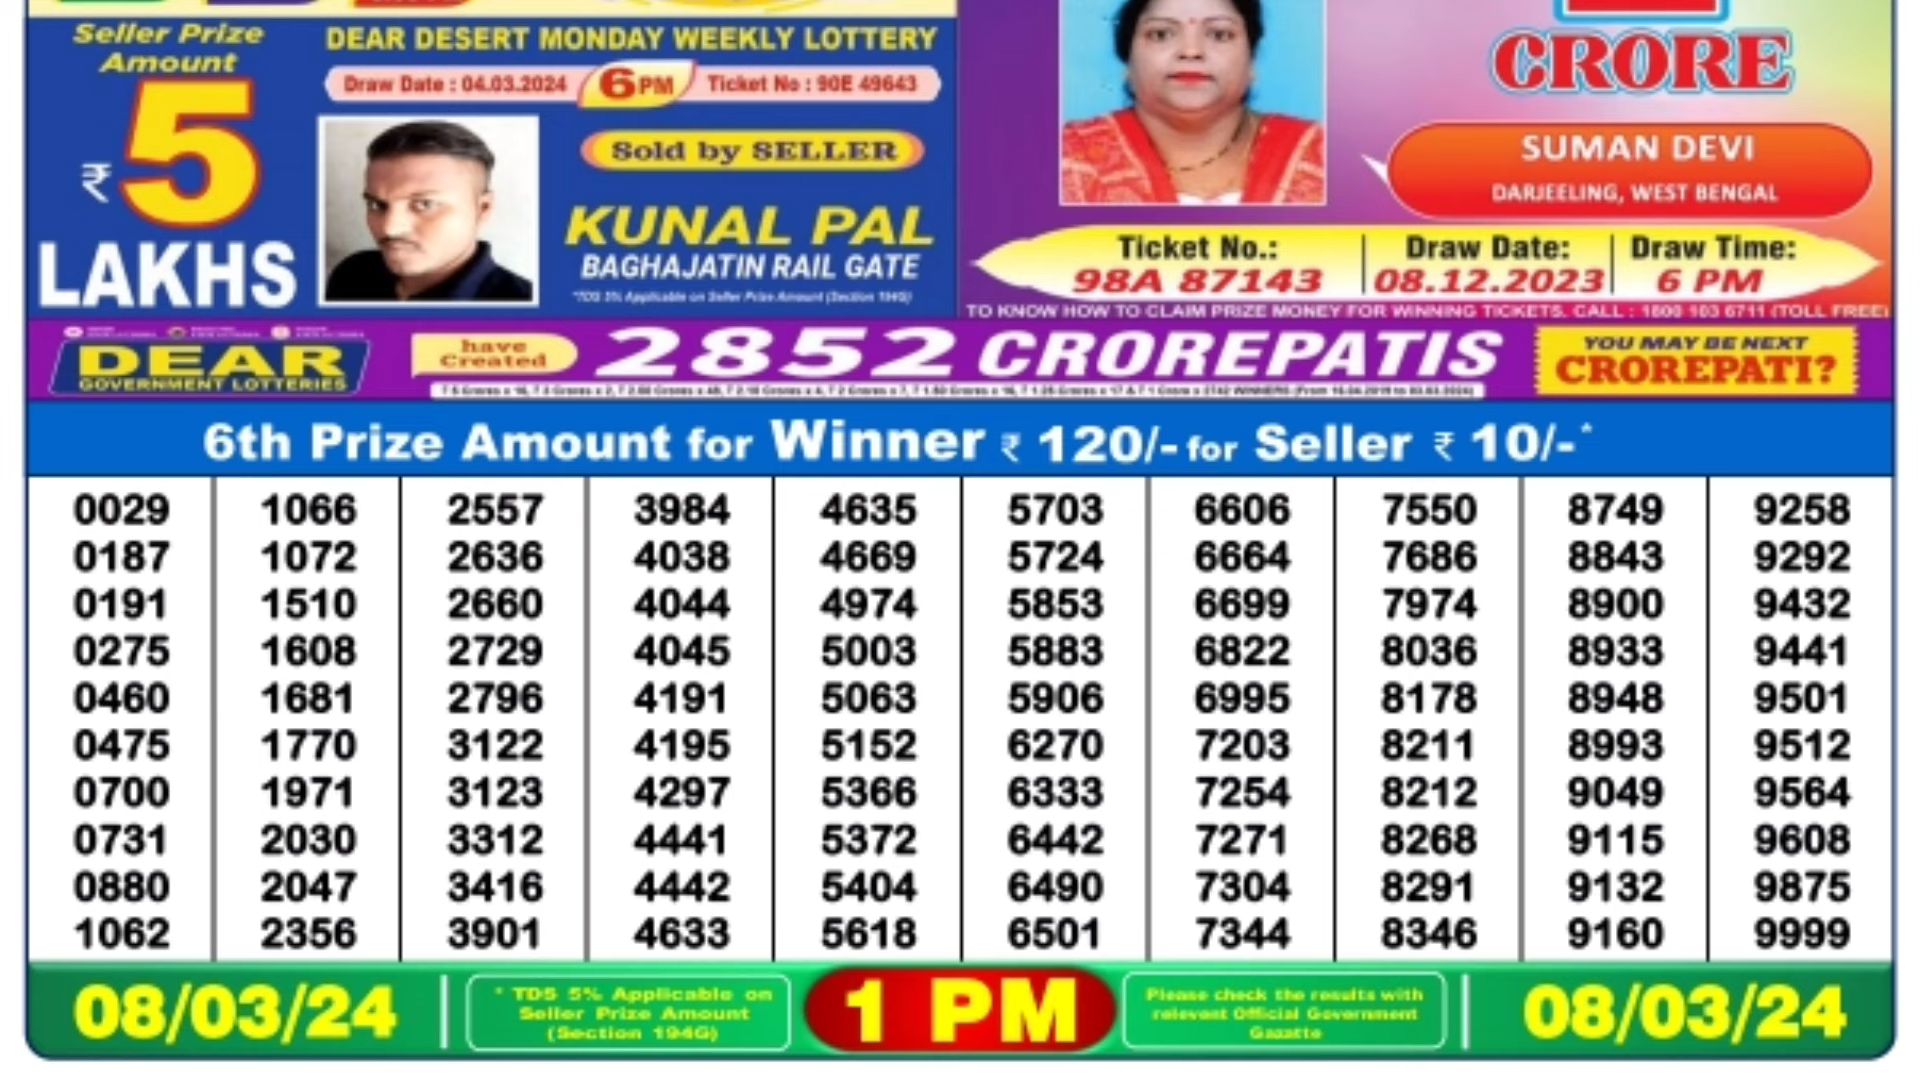 Seller Prize
Amount
₹ 5
LAKHS
DEAR DESERT MONDAY WEEKLY LOTTERY
Draw Date : 04.03.2024 6PM Ticket No : 90E 49643
Sold by SELLER
KUNAL PAL
BAGHAJATIN RAIL GATE
*TDS 5% Applicable on Seller Prize Amount (Section 194G)
CRORE
SUMAN DEVI
DARJEELING, WEST BENGAL
Ticket No.: Draw Date: Draw Time:
98A 87143 08.12.2023 6 PM
TO KNOW HOW TO CLAIM PRIZE MONEY FOR WINNING TICKETS, CALL : 1800 103 6711 (TOLL FREE)
DEAR
GOVERNMENT LOTTERIES
have
Created
2852 CROREPATIS
YOU MAY BE NEXT
CROREPATI?
6th Prize Amount for Winner ₹ 120/- for Seller ₹ 10/-*
0029 1066 2557 3984 4635 5703 6606 7550 8749 9258
0187 1072 2636 4038 4669 5724 6664 7686 8843 9292
0191 1510 2660 4044 4974 5853 6699 7974 8900 9432
0275 1608 2729 4045 5003 5883 6822 8036 8933 9441
0460 1681 2796 4191 5063 5906 6995 8178 8948 9501
0475 1770 3122 4195 5152 6270 7203 8211 8993 9512
0700 1971 3123 4297 5366 6333 7254 8212 9049 9564
0731 2030 3312 4441 5372 6442 7271 8268 9115 9608
0880 2047 3416 4442 5404 6490 7304 8291 9132 9875
1062 2356 3901 4633 5618 6501 7344 8346 9160 9999
08/03/24
* TDS 5% Applicable on
Seller Prize Amount
(Section 194G)
1 PM
Please check the results with
relevent Official Government
Gazatte
08/03/24